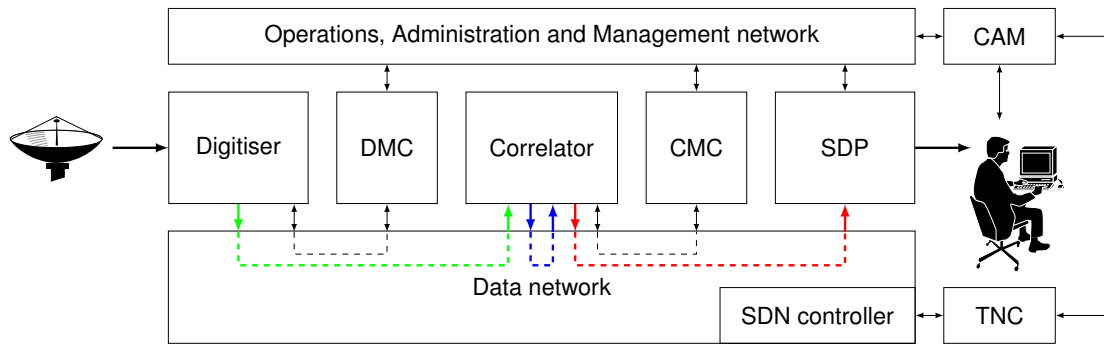 Operations, Administration and Management network
CAM
Digitiser
DMC
Correlator
CMC
SDP
Data network
SDN controller
TNC